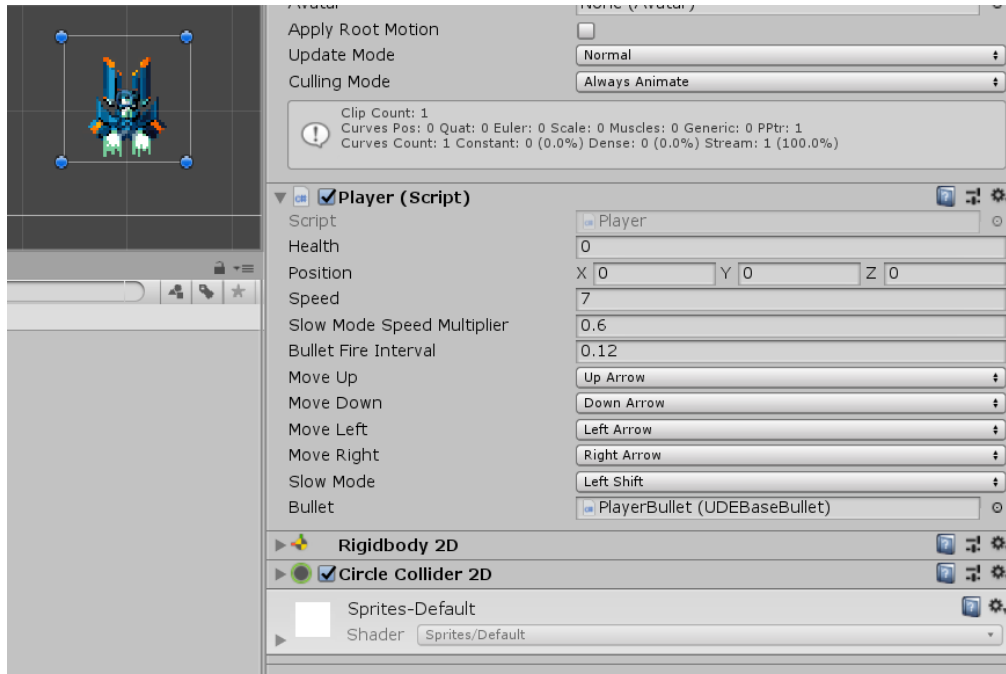 Avatar None (Avatar)
Apply Root Motion
Update Mode Normal
Culling Mode Always Animate
Clip Count: 1
Curves Pos: 0 Quat: 0 Euler: 0 Scale: 0 Muscles: 0 Generic: 0 PPtr: 1
Curves Count: 1 Constant: 0 (0.0%) Dense: 0 (0.0%) Stream: 1 (100.0%)
Player (Script)
Script Player
Health 0
Position X 0 Y 0 Z 0
Speed 7
Slow Mode Speed Multiplier 0.6
Bullet Fire Interval 0.12
Move Up Up Arrow
Move Down Down Arrow
Move Left Left Arrow
Move Right Right Arrow
Slow Mode Left Shift
Bullet PlayerBullet (UDEBaseBullet)
Rigidbody 2D
Circle Collider 2D
Sprites-Default
Shader Sprites/Default